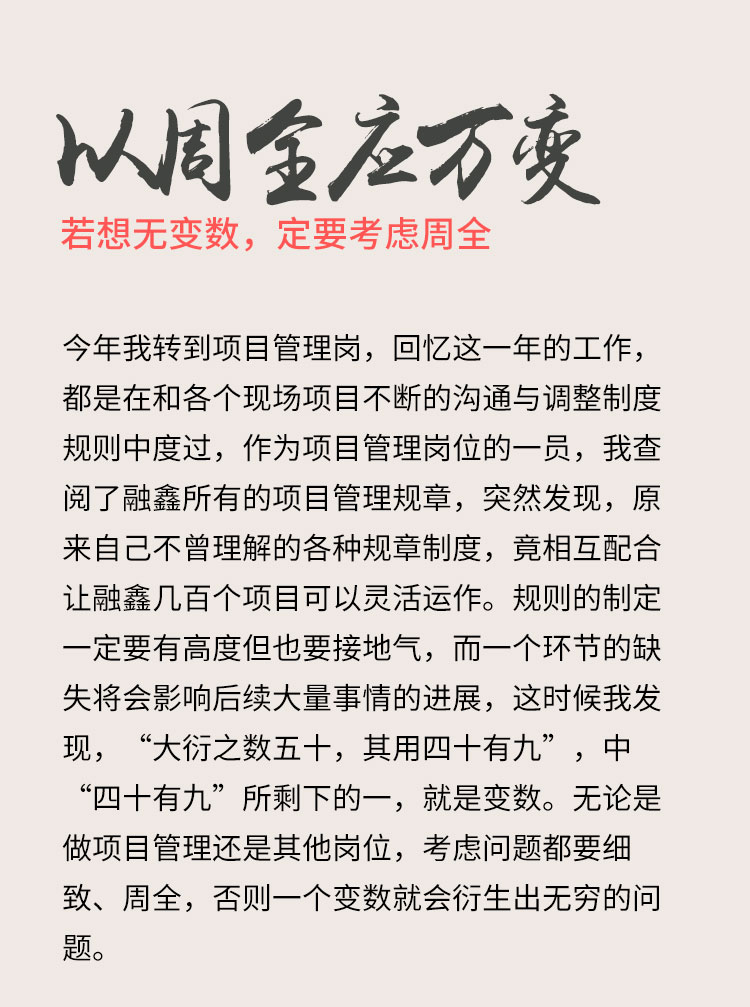 以周全应万变
若想无变数，定要考虑周全
今年我转到项目管理岗，回忆这一年的工作，
都是在和各个现场项目不断的沟通与调整制度
规则中度过，作为项目管理岗位的一员，我查
阅了融鑫所有的项目管理规章，突然发现，原
来自己不曾理解的各种规章制度，竟相互配合
让融鑫几百个项目可以灵活运作。规则的制定
一定要有高度但也要接地气，而一个环节的缺
失将会影响后续大量事情的进展，这时候我发
现，“大衍之数五十，其用四十有九”，中
“四十有九”所剩下的一，就是变数。无论是
做项目管理还是其他岗位，考虑问题都要细
致、周全，否则一个变数就会衍生出无穷的问
题。